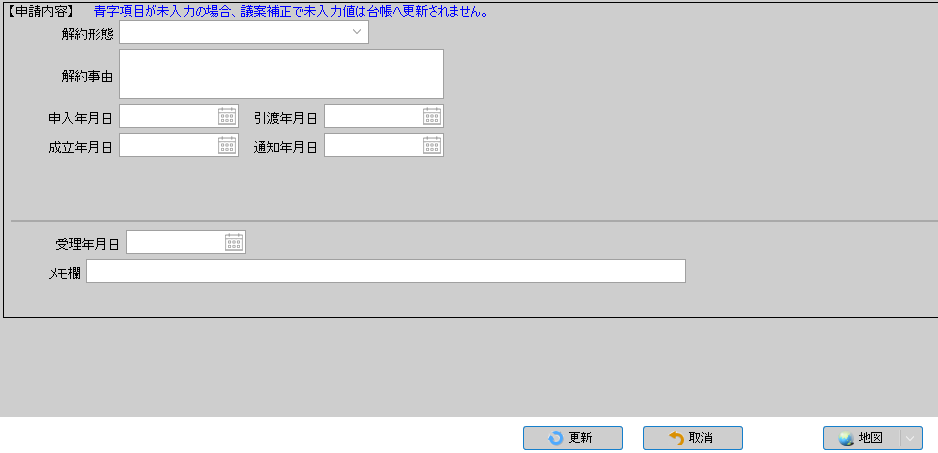 【申請内容】 青字項目が未入力の場合、議案補正で未入力値は台帳へ更新されません。
解約形態
解約事由
申入年月日 引渡年月日
成立年月日 通知年月日
受理年月日
メモ欄
更新 取消 地図